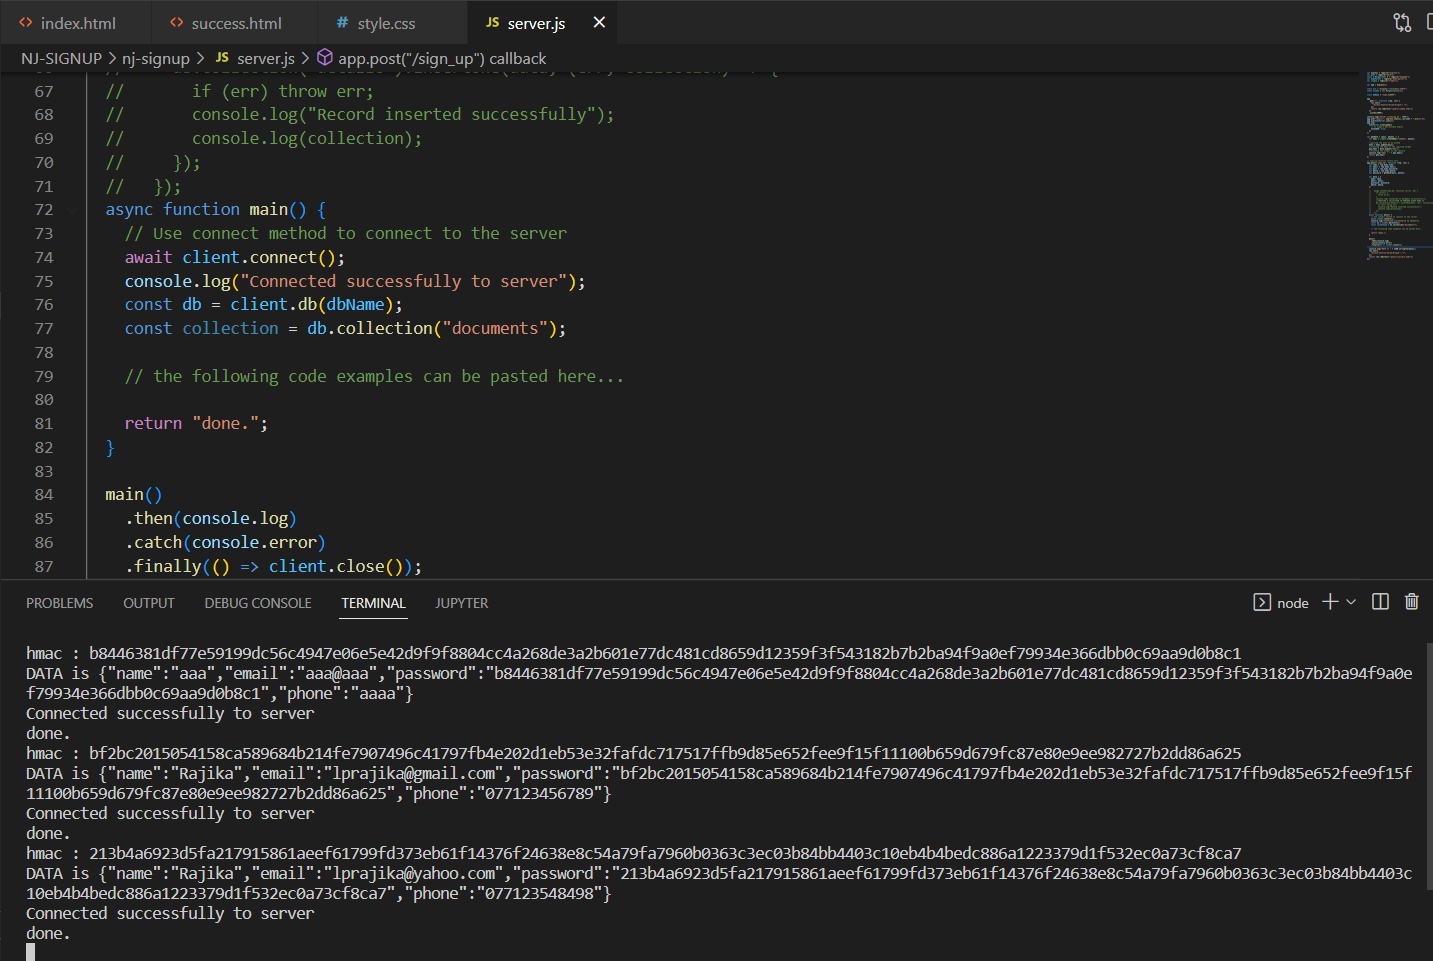 index.html success.html # style.css JS server.js
NJ-SIGNUP > nj-signup > JS server.js > app.post("/sign_up") callback
67 // if (err) throw err;
68 // console.log("Record inserted successfully");
69 // console.log(collection);
70 // });
71 // });
72 async function main() {
73 // Use connect method to connect to the server
74 await client.connect();
75 console.log("Connected successfully to server");
76 const db = client.db(dbName);
77 const collection = db.collection("documents");
78
79 // the following code examples can be pasted here...
80
81 return "done.";
82 }
83
84 main()
85 .then(console.log)
86 .catch(console.error)
87 .finally(() => client.close());
PROBLEMS OUTPUT DEBUG CONSOLE TERMINAL JUPYTER node
hmac : b8446381df77e59199dc56c4947e06e5e42d9f9f8804cc4a268de3a2b601e77dc481cd8659d12359f3f543182b7b2ba94f9a0ef79934e366dbb0c69aa9d0b8c1
DATA is {"name":"aaa","email":"aaa@aaa","password":"b8446381df77e59199dc56c4947e06e5e42d9f9f8804cc4a268de3a2b601e77dc481cd8659d12359f3f543182b7b2ba94f9a0e
f79934e366dbb0c69aa9d0b8c1","phone":"aaaa"}
Connected successfully to server
done.
hmac : bf2bc2015054158ca589684b214fe7907496c41797fb4e202d1eb53e32fafdc717517ffb9d85e652fee9f15f11100b659d679fc87e80e9ee982727b2dd86a625
DATA is {"name":"Rajika","email":"lprajika@gmail.com","password":"bf2bc2015054158ca589684b214fe7907496c41797fb4e202d1eb53e32fafdc717517ffb9d85e652fee9f15f
11100b659d679fc87e80e9ee982727b2dd86a625","phone":"077123456789"}
Connected successfully to server
done.
hmac : 213b4a6923d5fa217915861aeef61799fd373eb61f14376f24638e8c54a79fa7960b0363c3ec03b84bb4403c10eb4b4bedc886a1223379d1f532ec0a73cf8ca7
DATA is {"name":"Rajika","email":"lprajika@yahoo.com","password":"213b4a6923d5fa217915861aeef61799fd373eb61f14376f24638e8c54a79fa7960b0363c3ec03b84bb4403c
10eb4b4bedc886a1223379d1f532ec0a73cf8ca7","phone":"077123548498"}
Connected successfully to server
done.